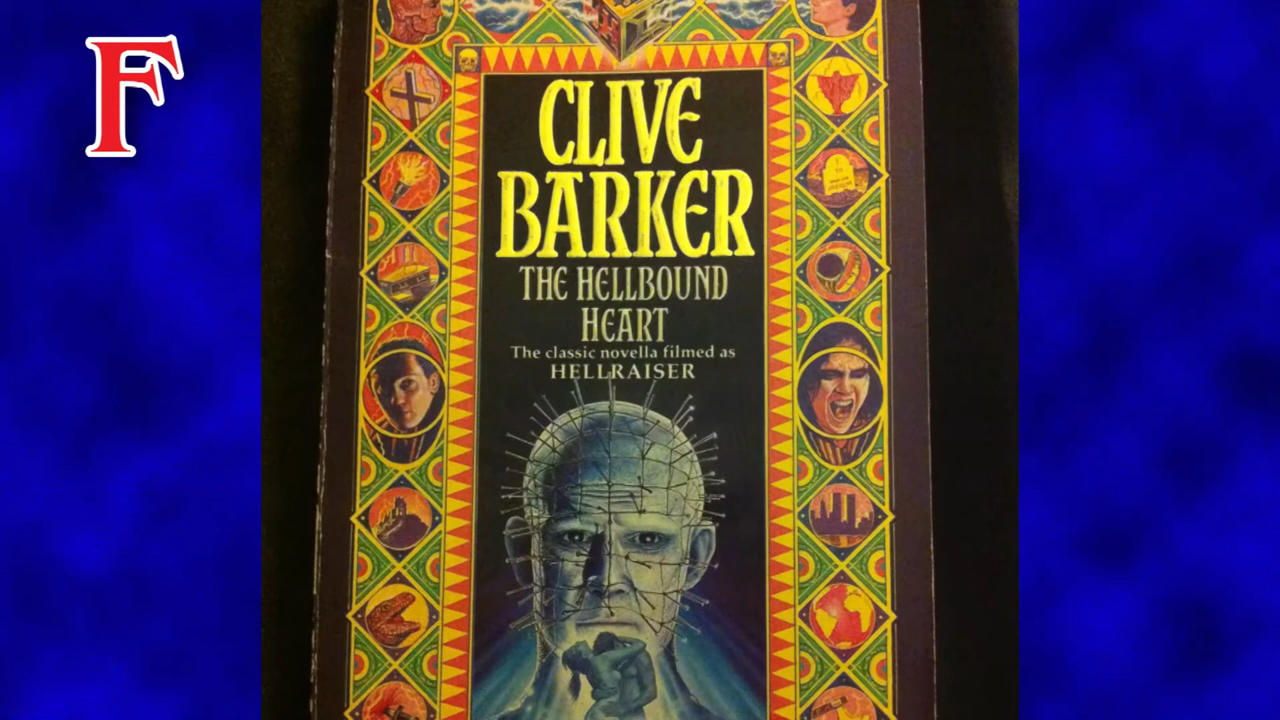 F
CLIVE
BARKER
THE HELLBOUND
HEART
The classic novella filmed as
HELLRAISER